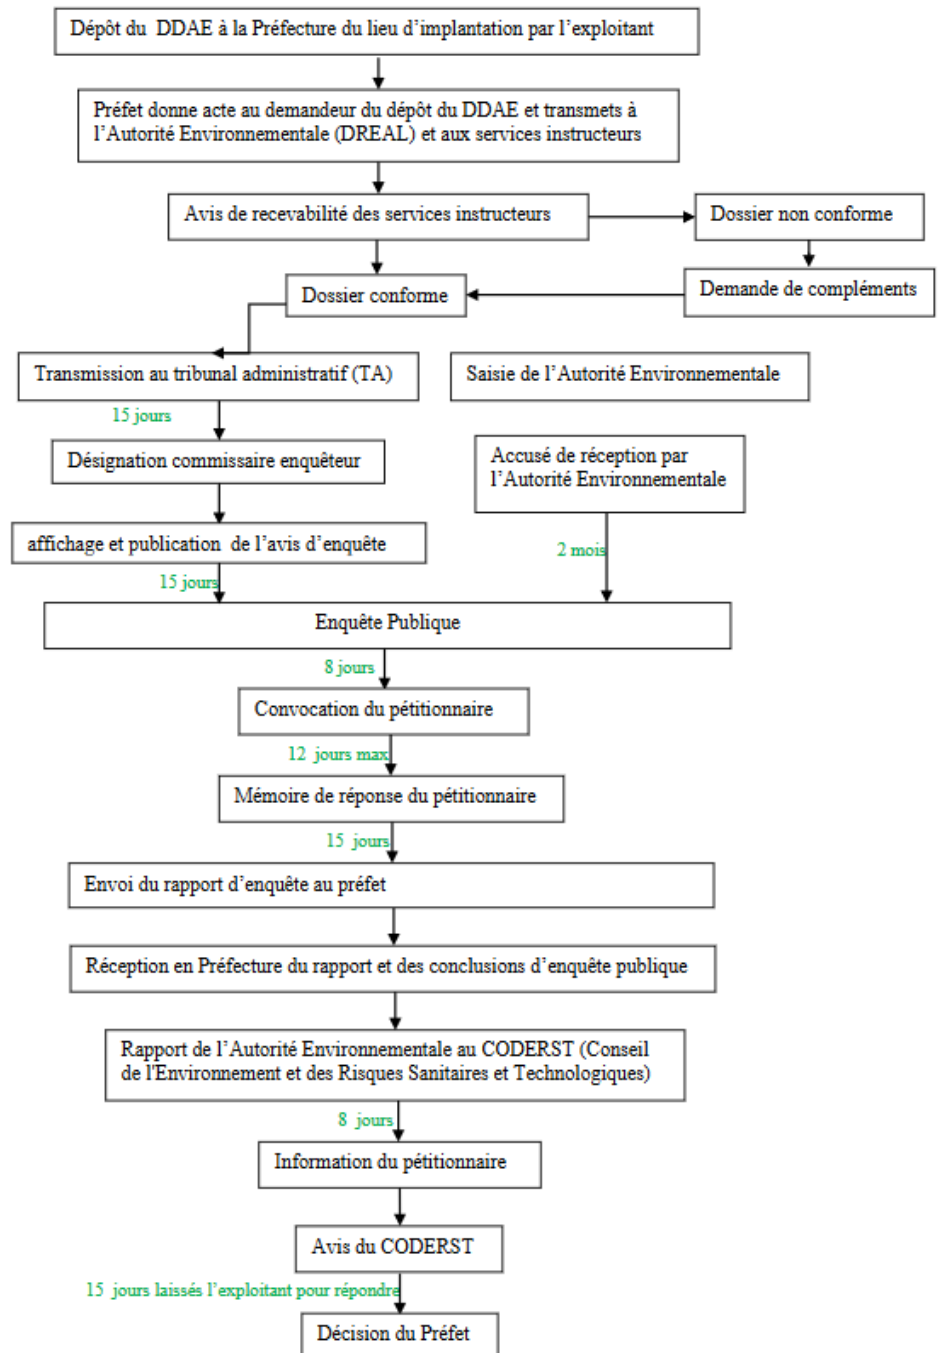 Dépôt du DDAE à la Préfecture du lieu d’implantation par l’exploitant
Préfet donne acte au demandeur du dépôt du DDAE et transmets à
l’Autorité Environnementale (DREAL) et aux services instructeurs
Avis de recevabilité des services instructeurs
Dossier non conforme
Demande de compléments
Dossier conforme
Transmission au tribunal administratif (TA)
Saisie de l’Autorité Environnementale
15 jours
Désignation commissaire enquêteur
Accusé de réception par
l’Autorité Environnementale
affichage et publication de l’avis d’enquête
2 mois
15 jours
Enquête Publique
8 jours
Convocation du pétitionnaire
12 jours max
Mémoire de réponse du pétitionnaire
15 jours
Envoi du rapport d’enquête au préfet
Réception en Préfecture du rapport et des conclusions d’enquête publique
Rapport de l’Autorité Environnementale au CODERST (Conseil
de l'Environnement et des Risques Sanitaires et Technologiques)
8 jours
Information du pétitionnaire
Avis du CODERST
15 jours laissés l’exploitant pour répondre
Décision du Préfet